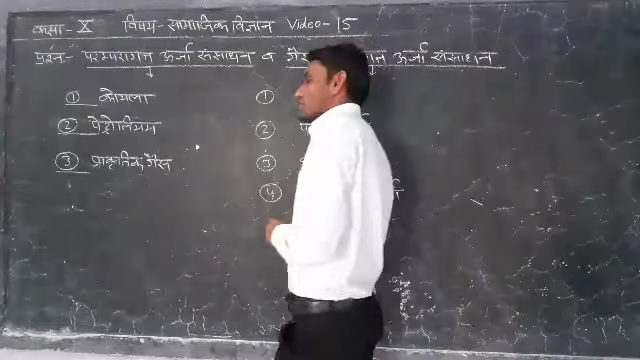 कक्षा- X विषय- सामाजिक विज्ञान Video- 15
प्रश्न- परम्परागत ऊर्जा संसाधन व गैर ऊर्जा संसाधन
① कोयला ①
② पेट्रोलियम ②
③ प्राकृतिक गैस ③
④